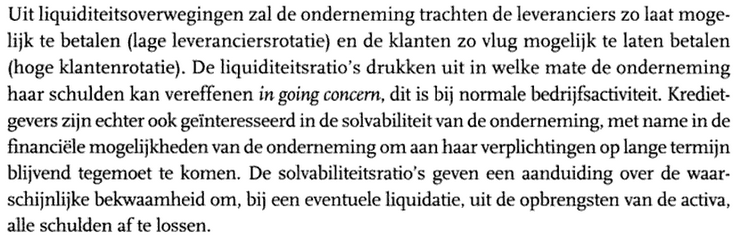 Uit liquiditeitsoverwegingen zal de onderneming trachten de leveranciers zo laat moge-
lijk te betalen (lage leveranciersrotatie) en de klanten zo vlug mogelijk te laten betalen
(hoge klantenrotatie). De liquiditeitsratio's drukken uit in welke mate de onderneming
haar schulden kan vereffenen in going concern, dit is bij normale bedrijfsactiviteit. Krediet-
gevers zijn echter ook geïnteresseerd in de solvabiliteit van de onderneming, met name in de
financiële mogelijkheden van de onderneming om aan haar verplichtingen op lange termijn
blijvend tegemoet te komen. De solvabiliteitsratio's geven een aanduiding over de waar-
schijnlijke bekwaamheid om, bij een eventuele liquidatie, uit de opbrengsten van de activa,
alle schulden af te lossen.